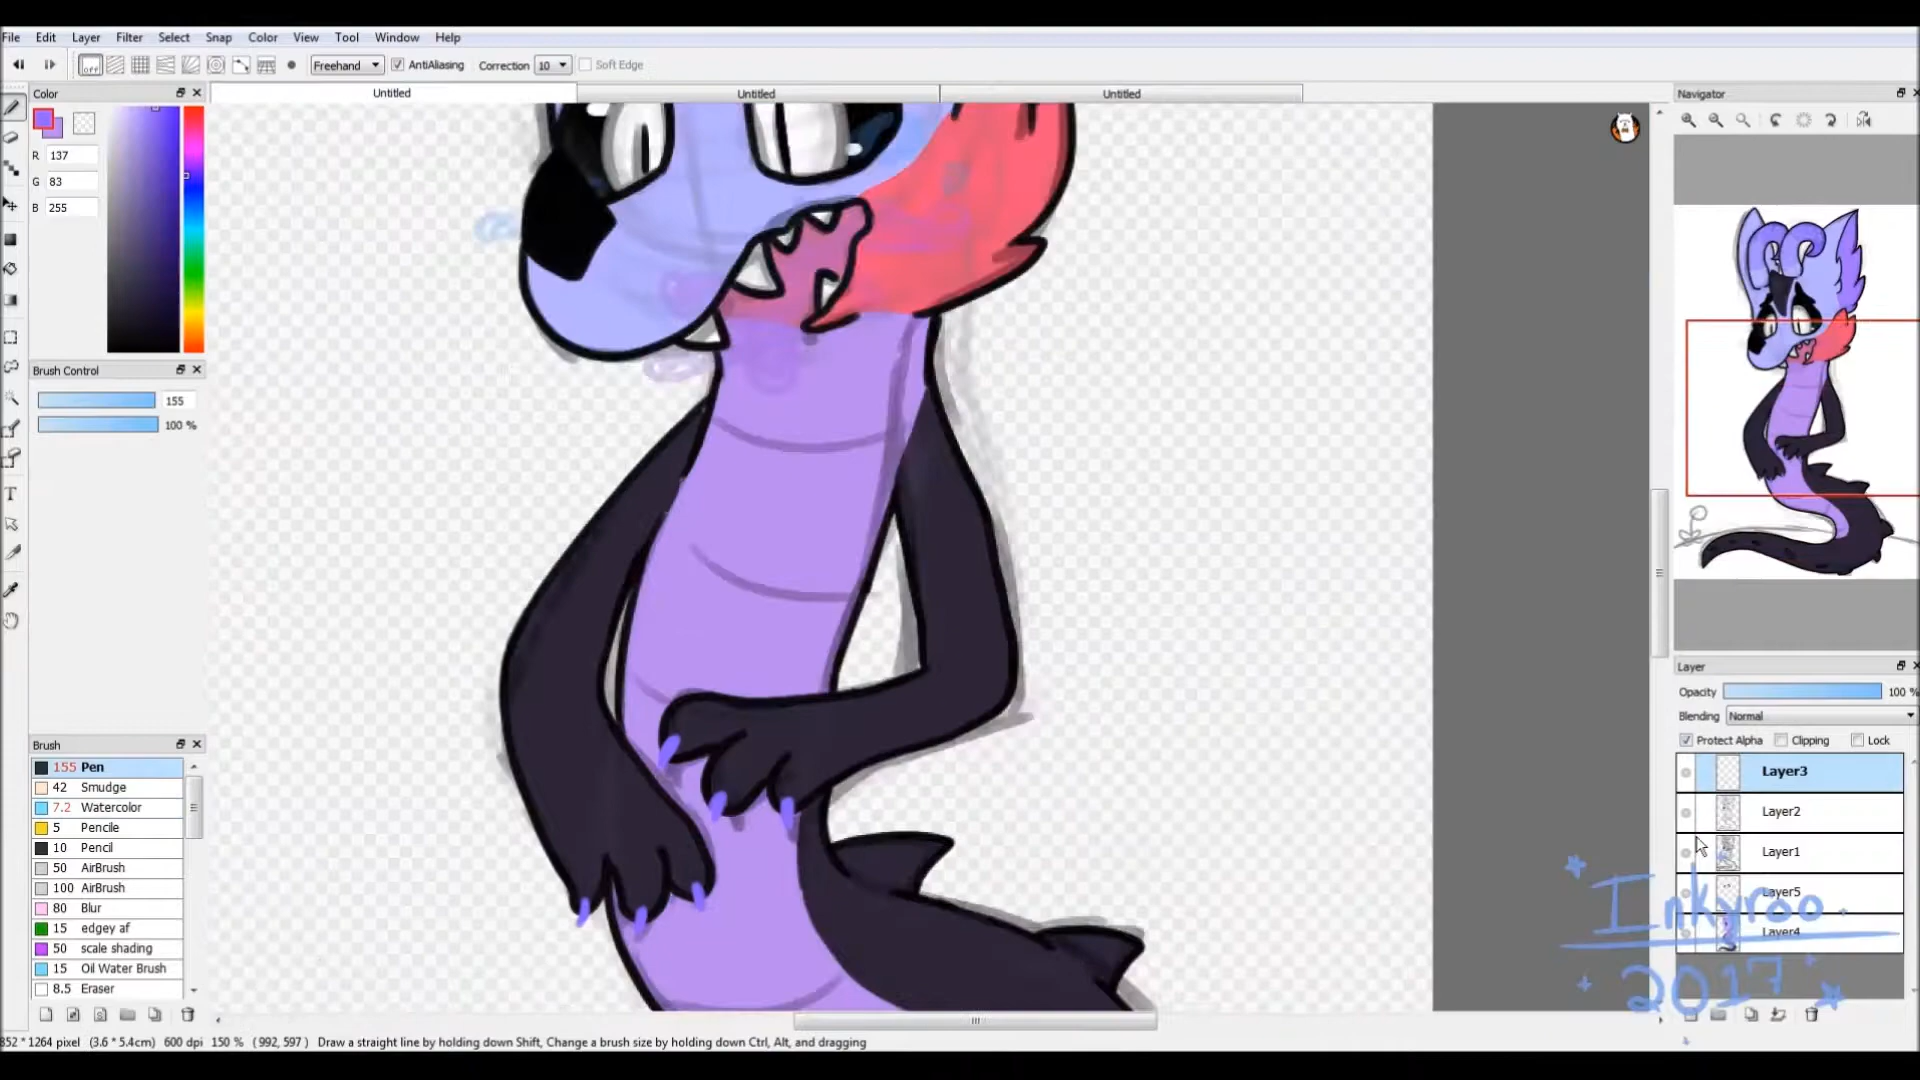 File Edit Layer Filter Select Snap Color View Tool Window Help
off Freehand AntiAliasing Correction 10 Soft Edge
Color
Untitled Untitled Untitled
Navigator
R 137
G 83
B 255
Brush Control
155
100 %
Brush
155 Pen
42 Smudge
7.2 Watercolor
5 Pencile
10 Pencil
50 AirBrush
100 AirBrush
80 Blur
15 edgey af
50 scale shading
15 Oil Water Brush
8.5 Eraser
Layer
Opacity 100 %
Blending Normal
Protect Alpha Clipping Lock
Layer3
Layer2
Layer1
Layer5
Layer4
Inkyroo
2017
852 * 1264 pixel (3.6 * 5.4cm) 600 dpi 150 % ( 992, 597 ) Draw a straight line by holding down Shift, Change a brush size by holding down Ctrl, Alt, and dragging